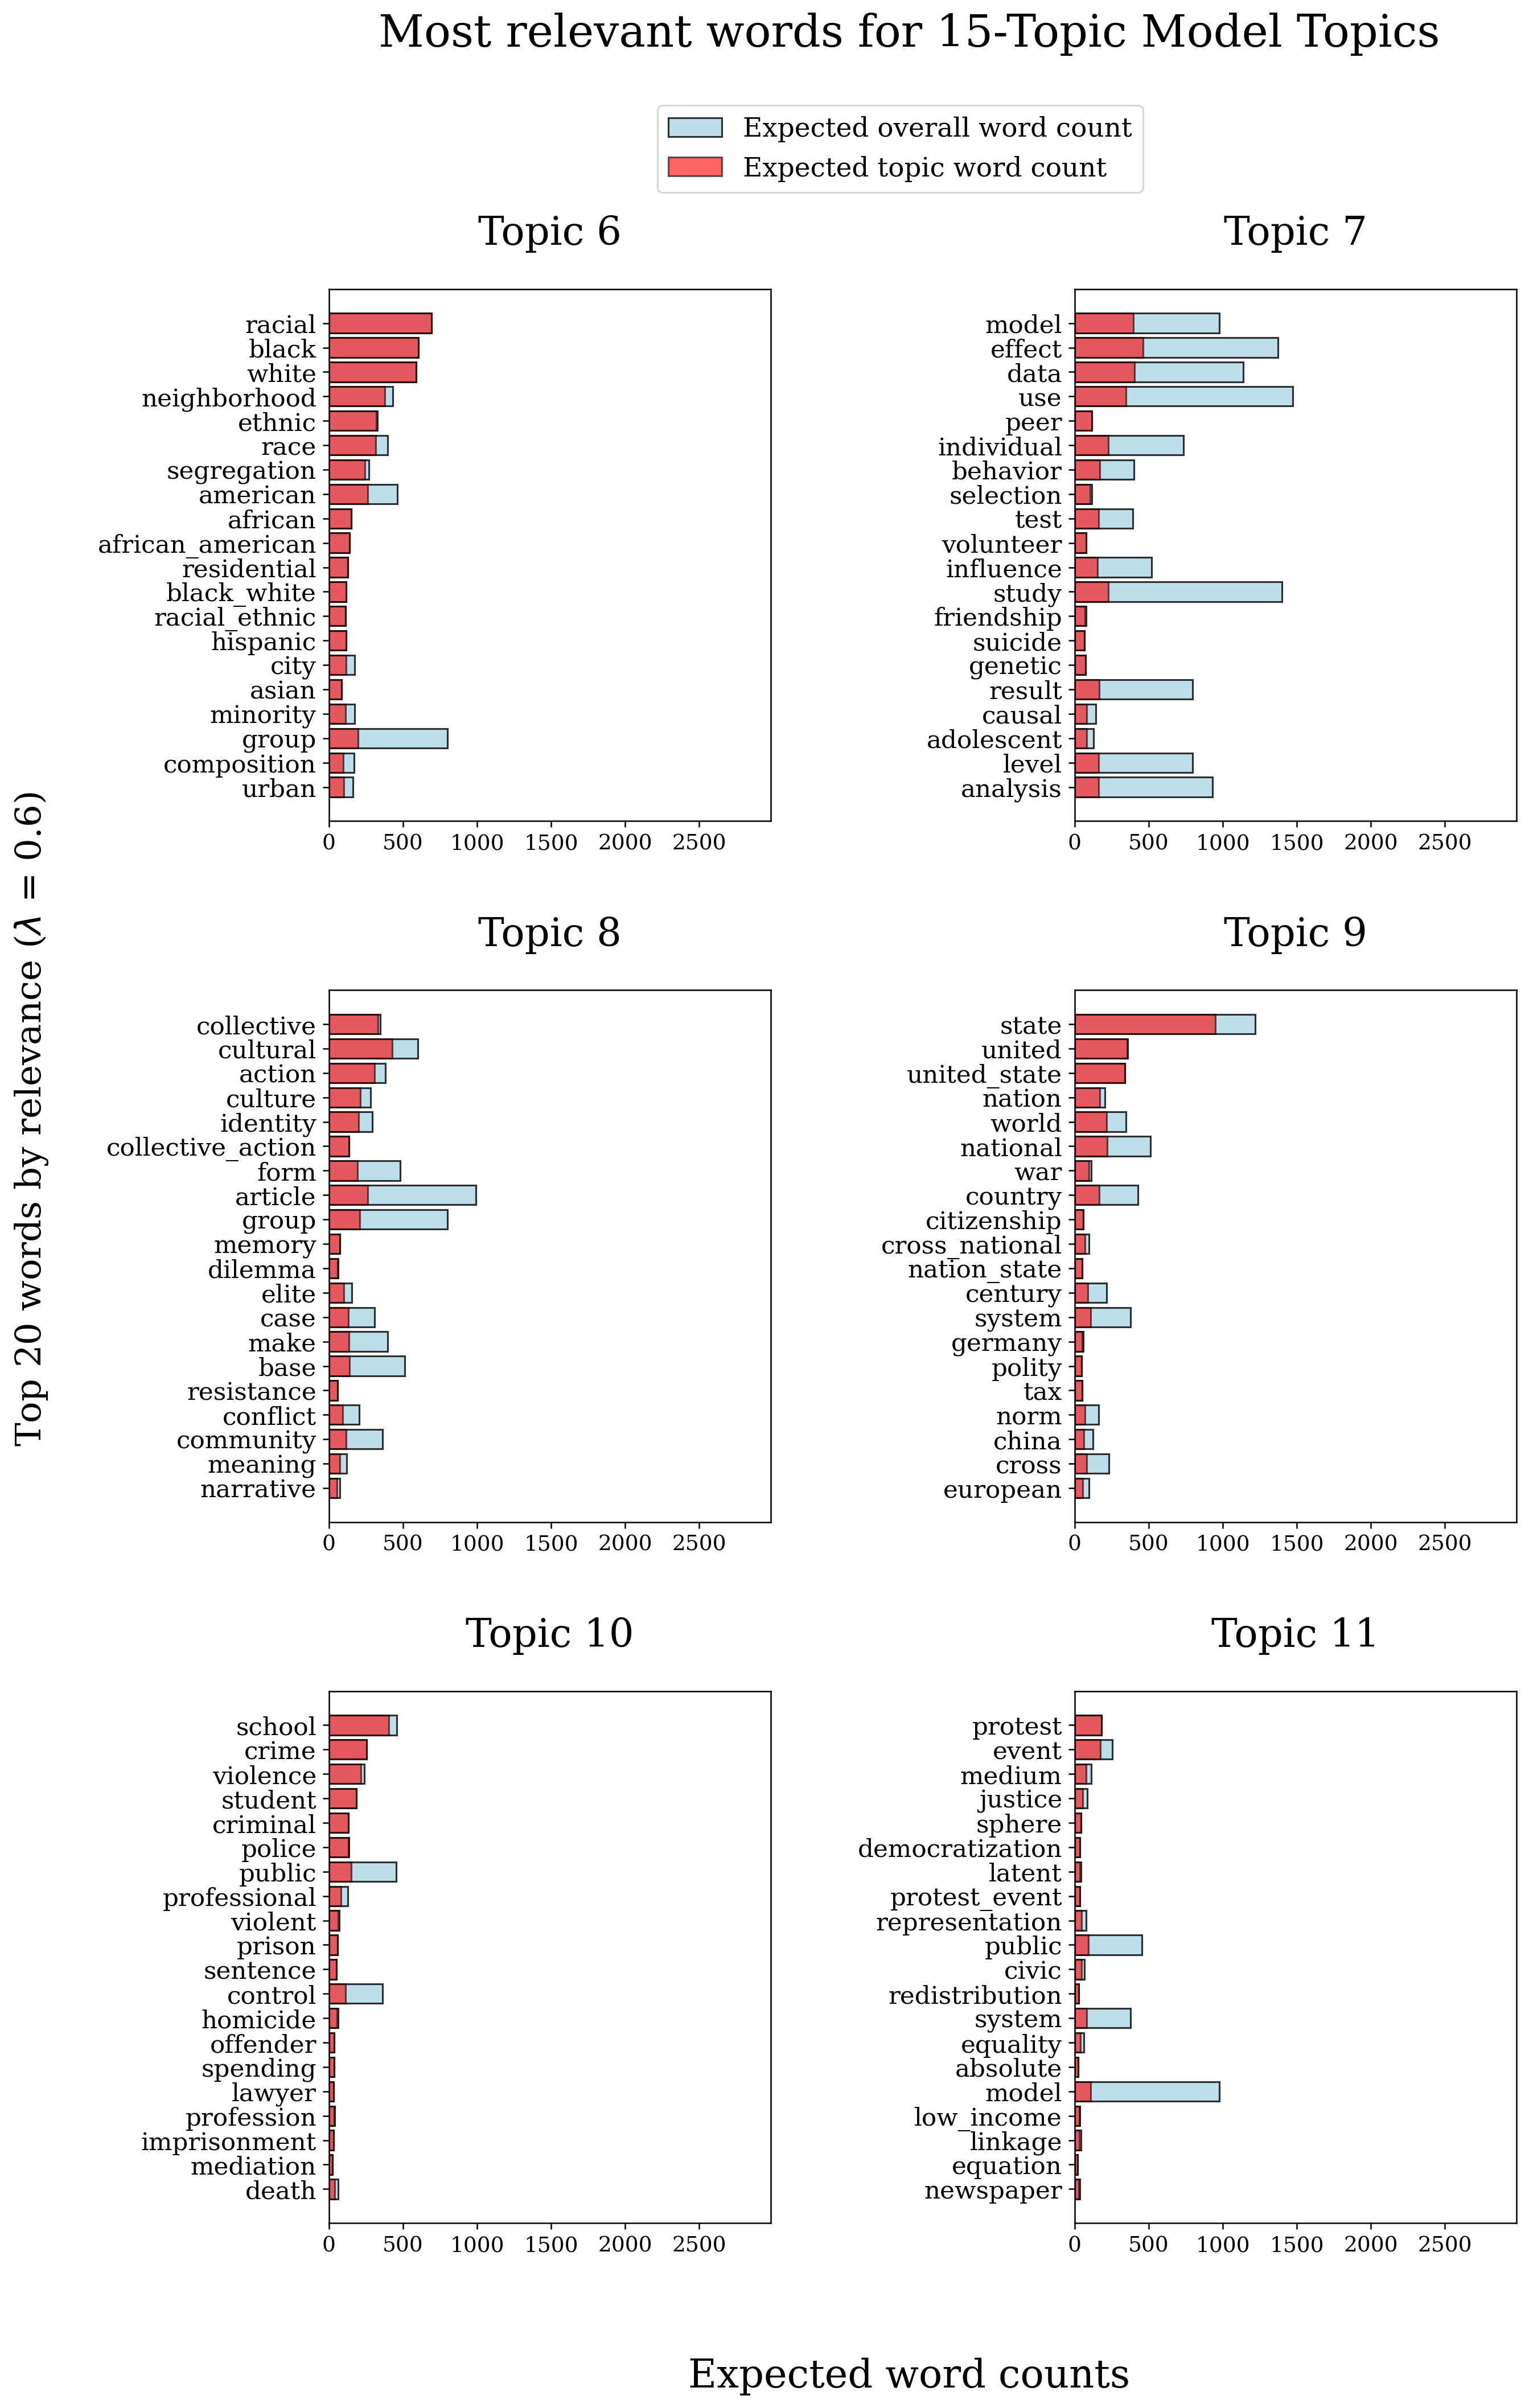 Most relevant words for 15-Topic Model Topics
Expected overall word count
Expected topic word count
Top 20 words by relevance (λ = 0.6)
Topic 6
racial
black
white
neighborhood
ethnic
race
segregation
american
african
african_american
residential
black_white
racial_ethnic
hispanic
city
asian
minority
group
composition
urban
0 500 1000 1500 2000 2500
Topic 7
model
effect
data
use
peer
individual
behavior
selection
test
volunteer
influence
study
friendship
suicide
genetic
result
causal
adolescent
level
analysis
0 500 1000 1500 2000 2500
Topic 8
collective
cultural
action
culture
identity
collective_action
form
article
group
memory
dilemma
elite
case
make
base
resistance
conflict
community
meaning
narrative
0 500 1000 1500 2000 2500
Topic 9
state
united
united_state
nation
world
national
war
country
citizenship
cross_national
nation_state
century
system
germany
polity
tax
norm
china
cross
european
0 500 1000 1500 2000 2500
Topic 10
school
crime
violence
student
criminal
police
public
professional
violent
prison
sentence
control
homicide
offender
spending
lawyer
profession
imprisonment
mediation
death
0 500 1000 1500 2000 2500
Topic 11
protest
event
medium
justice
sphere
democratization
latent
protest_event
representation
public
civic
redistribution
system
equality
absolute
model
low_income
linkage
equation
newspaper
0 500 1000 1500 2000 2500
Expected word counts